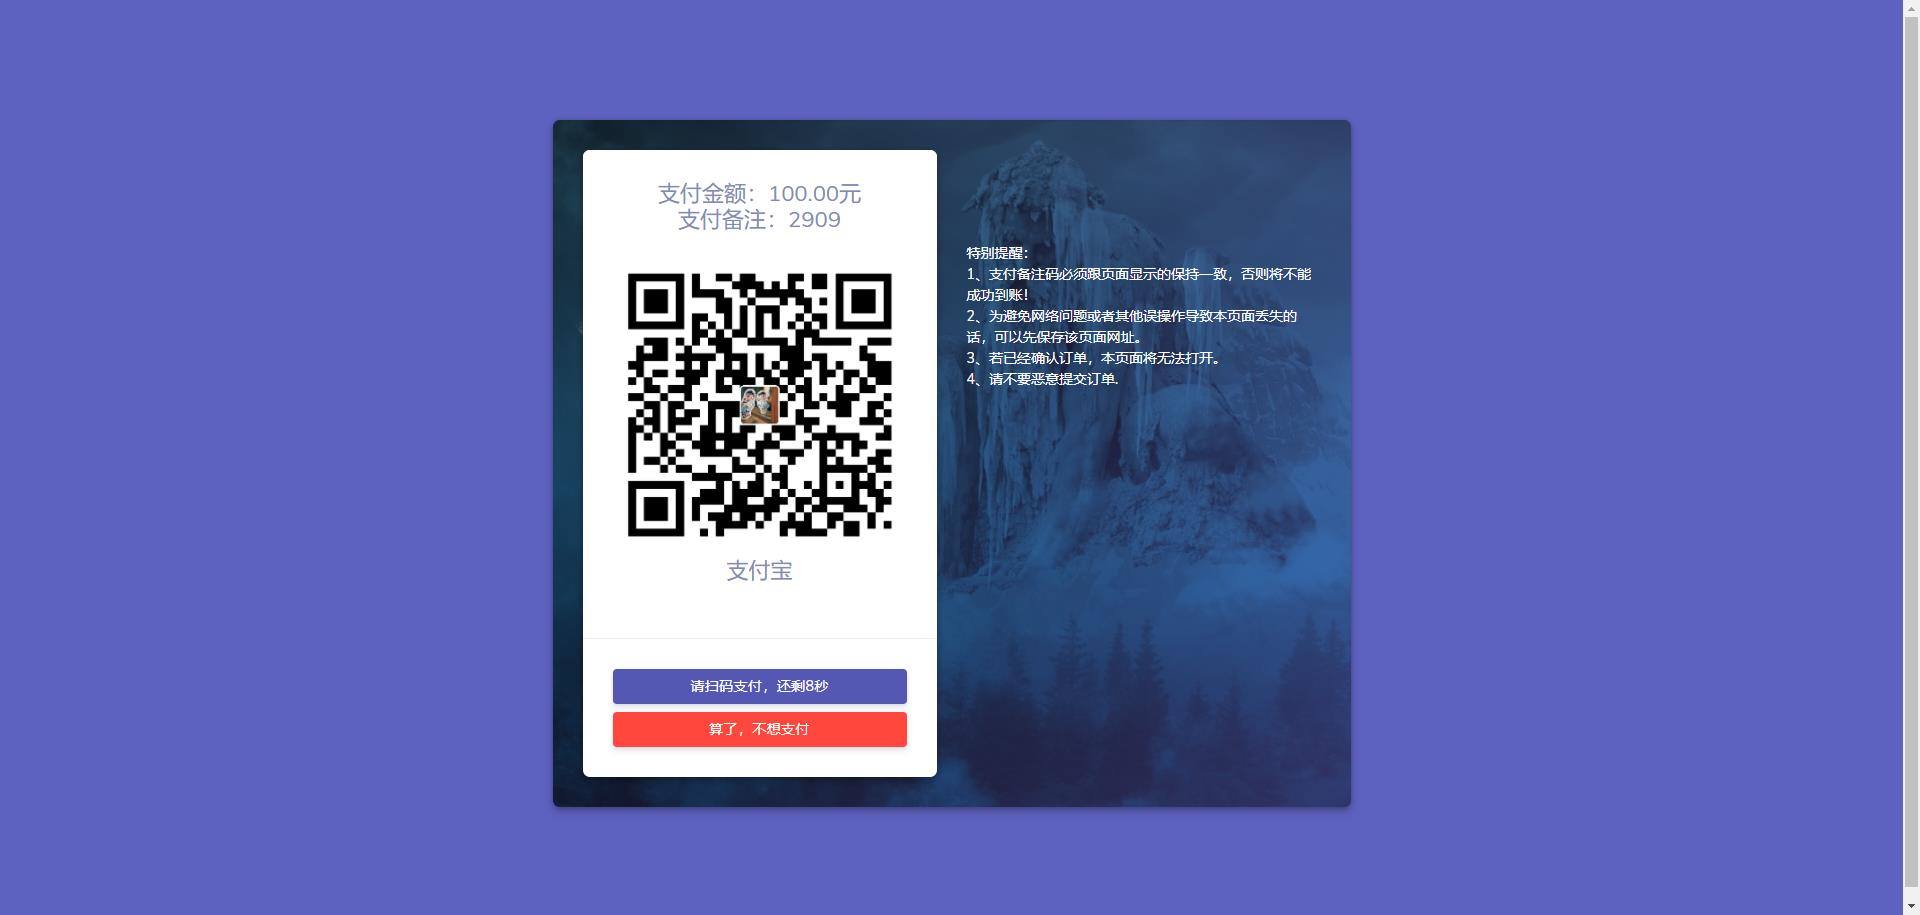 支付金额：100.00元
支付备注：2909
支付宝
请扫码支付，还剩8秒
算了，不想支付
特别提醒：
1、支付备注码必须跟页面显示的保持一致，否则将不能
成功到账！
2、为避免网络问题或者其他误操作导致本页面丢失的
话，可以先保存该页面网址。
3、若已经确认订单，本页面将无法打开。
4、请不要恶意提交订单.